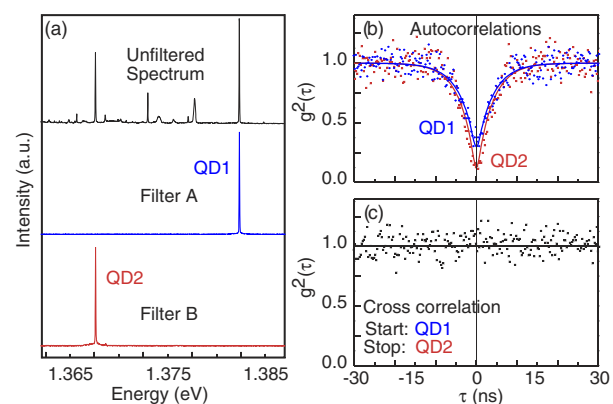 (a)
Unfiltered
Spectrum
QD1
Filter A
QD2
Filter B
Intensity (a.u.)
1.365
1.375
1.385
Energy (eV)
(b)
Autocorrelations
1.0
0.5
0.0
g²(τ)
QD1
QD2
(c)
1.0
0.5
0.0
g²(τ)
Cross correlation
Start: QD1
Stop: QD2
-30
-15
0
15
30
τ (ns)